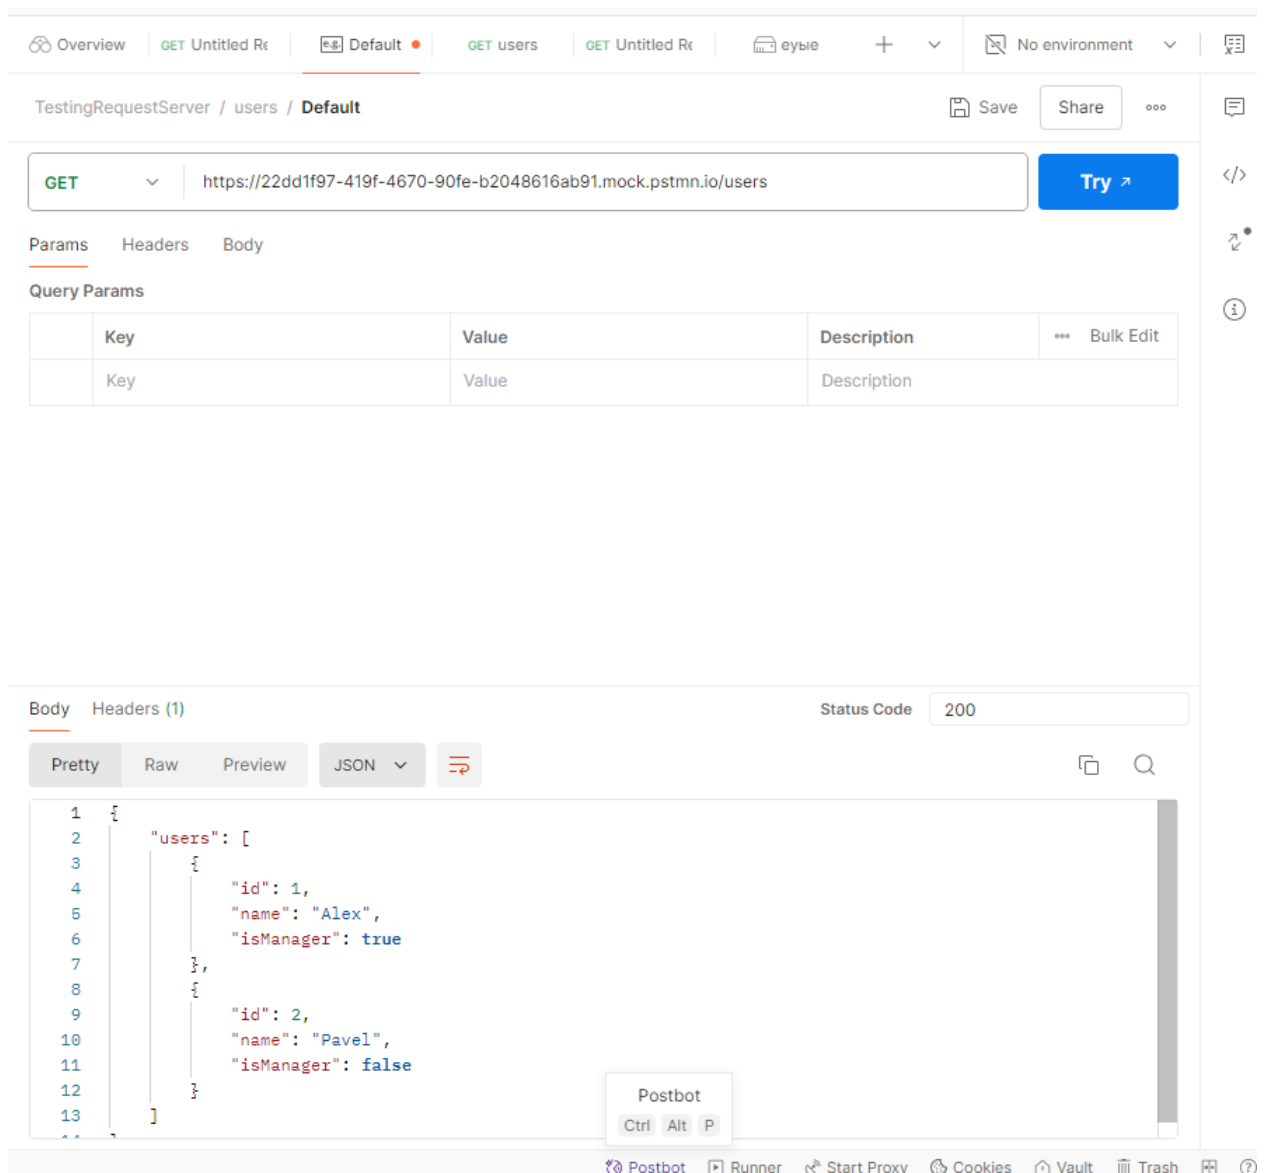 Overview GET Untitled Re e.g. Default GET users GET Untitled Re еуые No environment
TestingRequestServer / users / Default Save Share
GET https://22dd1f97-419f-4670-90fe-b2048616ab91.mock.pstmn.io/users Try
Params Headers Body
Query Params
Key Value Description Bulk Edit
Key Value Description
Body Headers (1) Status Code 200
Pretty Raw Preview JSON
1 {
2 "users": [
3 {
4 "id": 1,
5 "name": "Alex",
6 "isManager": true
7 },
8 {
9 "id": 2,
10 "name": "Pavel",
11 "isManager": false
12 }
13 ]
Postbot
Ctrl Alt P
Postbot Runner Start Proxy Cookies Vault Trash